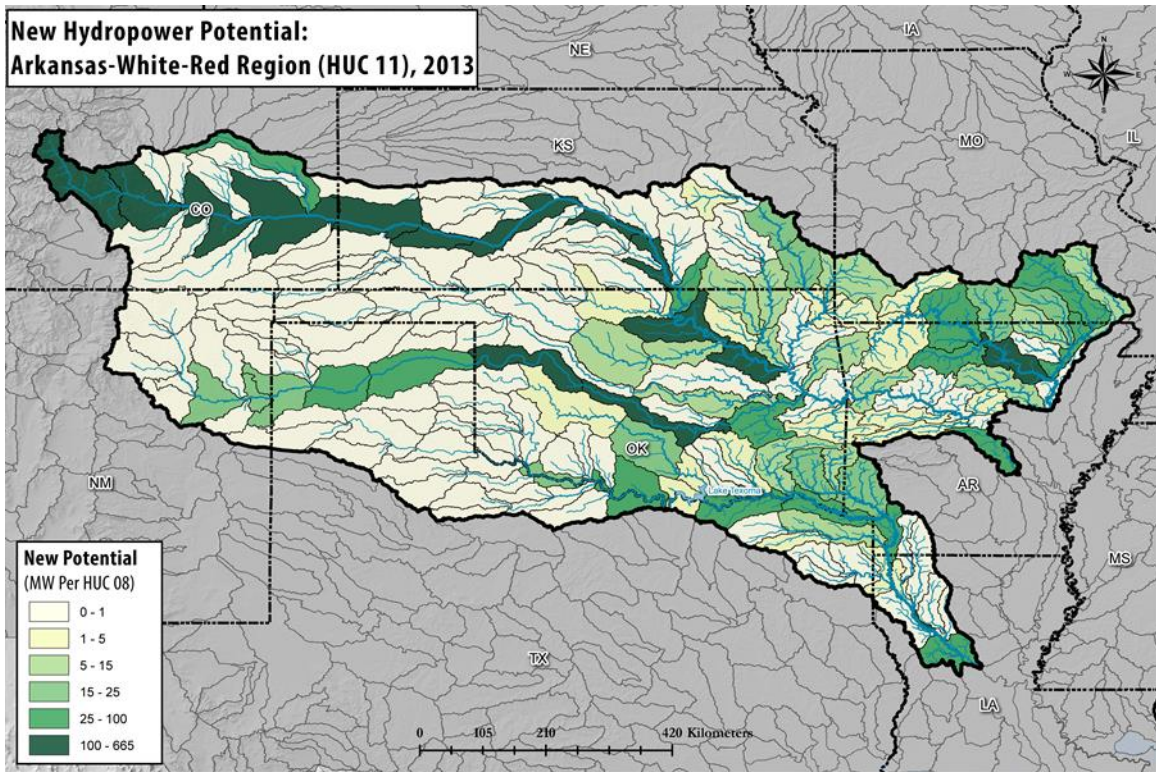 New Hydropower Potential:
Arkansas-White-Red Region (HUC 11), 2013
NE
IA
N
W
E
S
IL
KS
MO
CO
OK
Lake Texoma
NM
AR
MS
TX
LA
New Potential
(MW Per HUC 08)
0 - 1
1 - 5
5 - 15
15 - 25
25 - 100
100 - 665
0 105 210 420 Kilometers